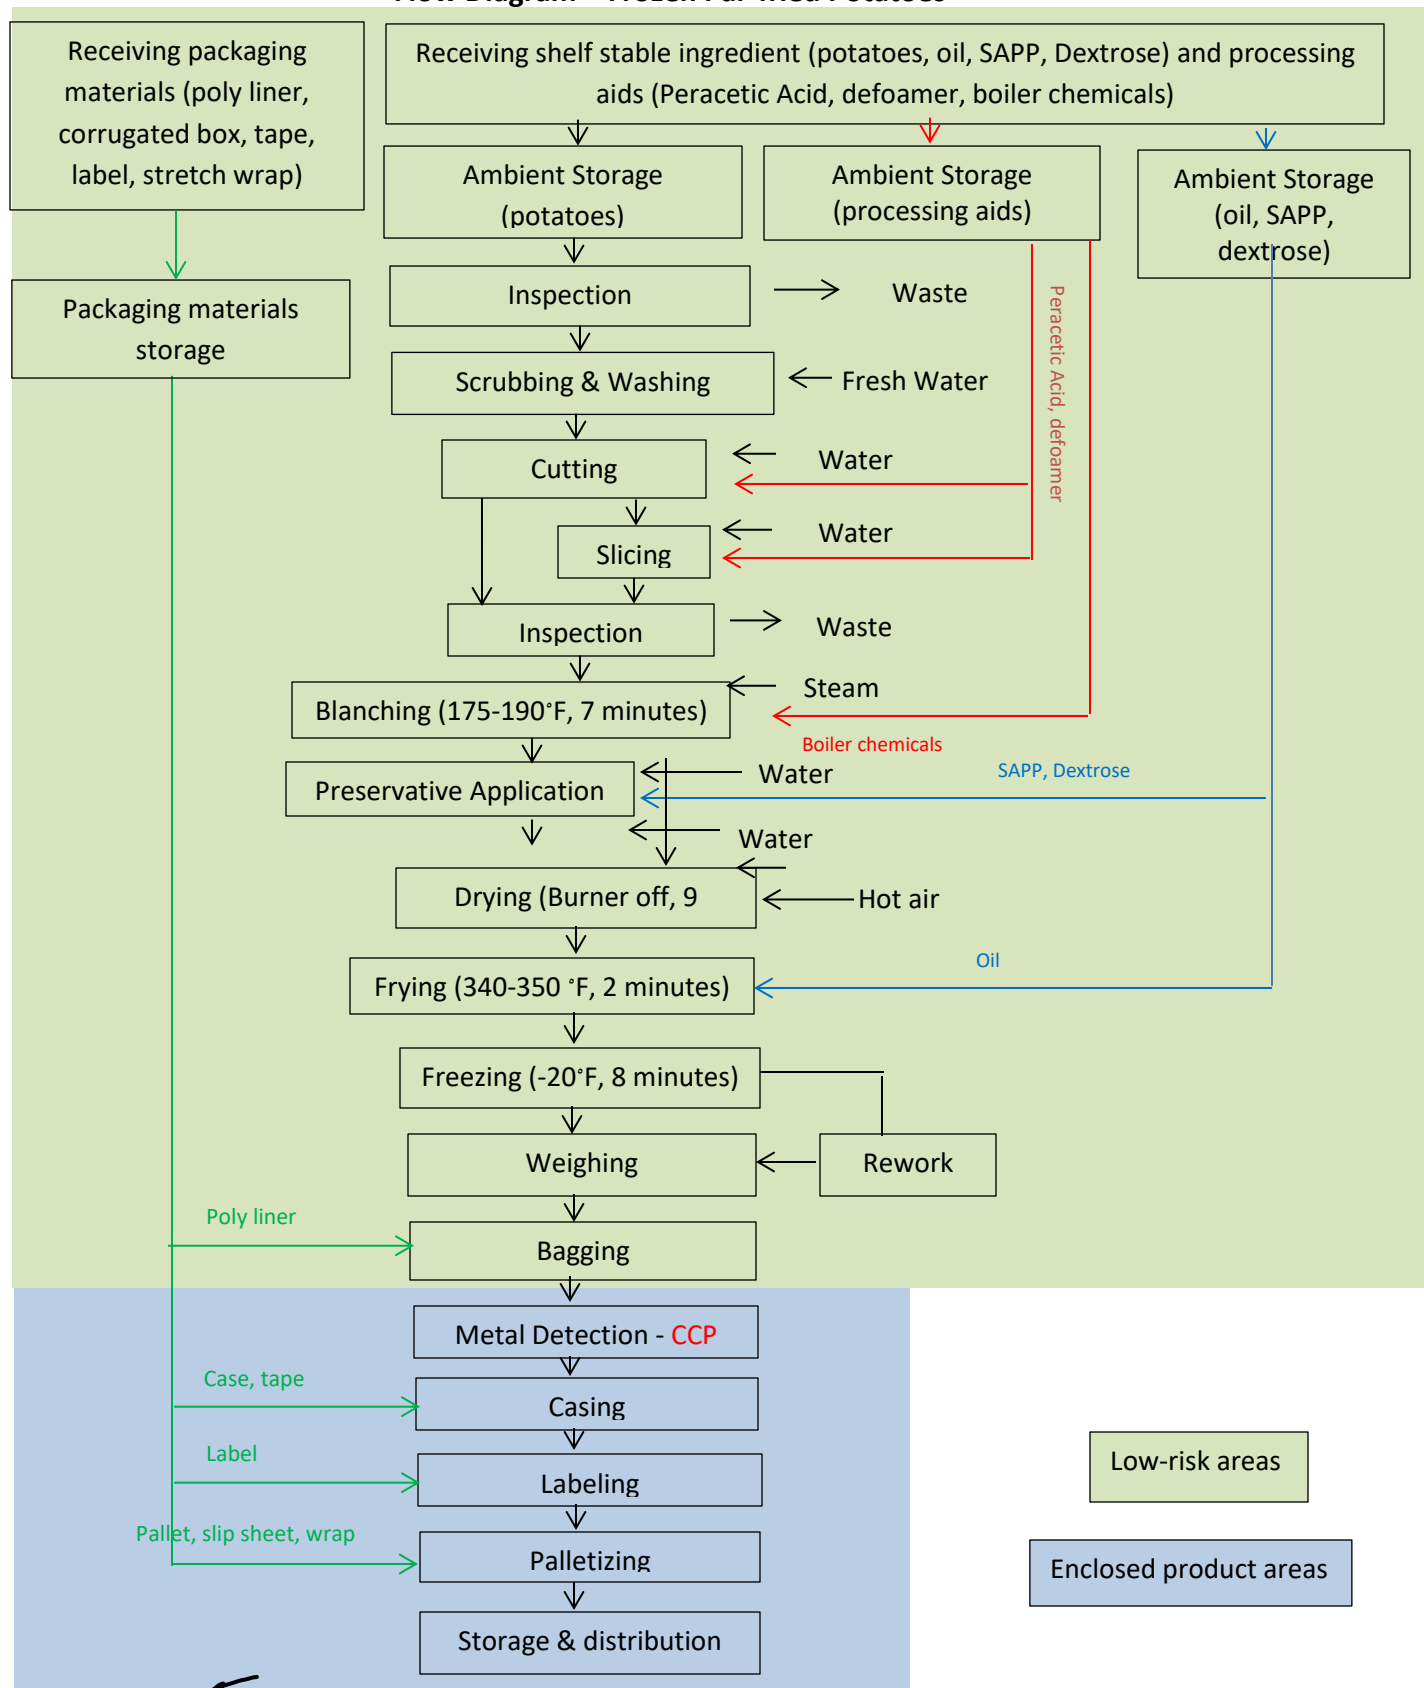 Receiving packaging
materials (poly liner,
corrugated box, tape,
label, stretch wrap)
Receiving shelf stable ingredient (potatoes, oil, SAPP, Dextrose) and processing
aids (Peracetic Acid, defoamer, boiler chemicals)
Ambient Storage
(potatoes)
Ambient Storage
(processing aids)
Ambient Storage
(oil, SAPP,
dextrose)
Packaging materials
storage
Inspection
Waste
Peracetic Acid, defoamer
Scrubbing & Washing
Fresh Water
Cutting
Water
Slicing
Water
Inspection
Waste
Blanching (175-190˚F, 7 minutes)
Steam
Boiler chemicals
Preservative Application
Water
SAPP, Dextrose
Water
Drying (Burner off, 9
Hot air
Frying (340-350 ˚F, 2 minutes)
Oil
Freezing (-20˚F, 8 minutes)
Weighing
Rework
Poly liner
Bagging
Metal Detection - CCP
Case, tape
Casing
Label
Labeling
Pallet, slip sheet, wrap
Palletizing
Storage & distribution
Low-risk areas
Enclosed product areas